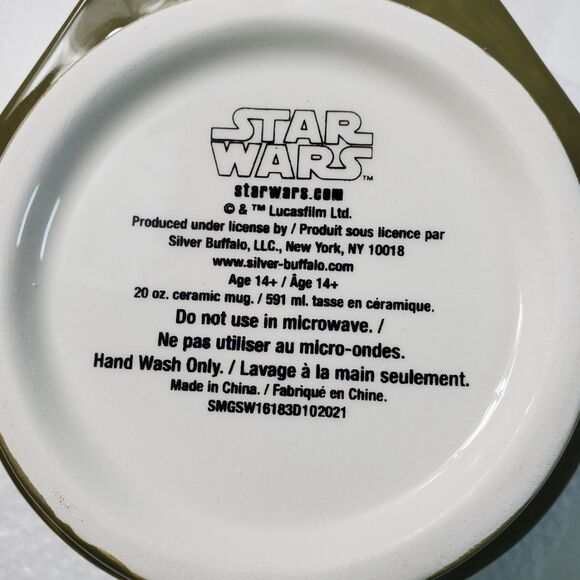 STAR
WARS™
starwars.com
© & ™ Lucasfilm Ltd.
Produced under license by / Produit sous licence par
Silver Buffalo, LLC., New York, NY 10018
www.silver-buffalo.com
Age 14+ / Âge 14+
20 oz. ceramic mug. / 591 ml. tasse en céramique.
Do not use in microwave. /
Ne pas utiliser au micro-ondes.
Hand Wash Only. / Lavage à la main seulement.
Made in China. / Fabriqué en Chine.
SMGSW16183D102021